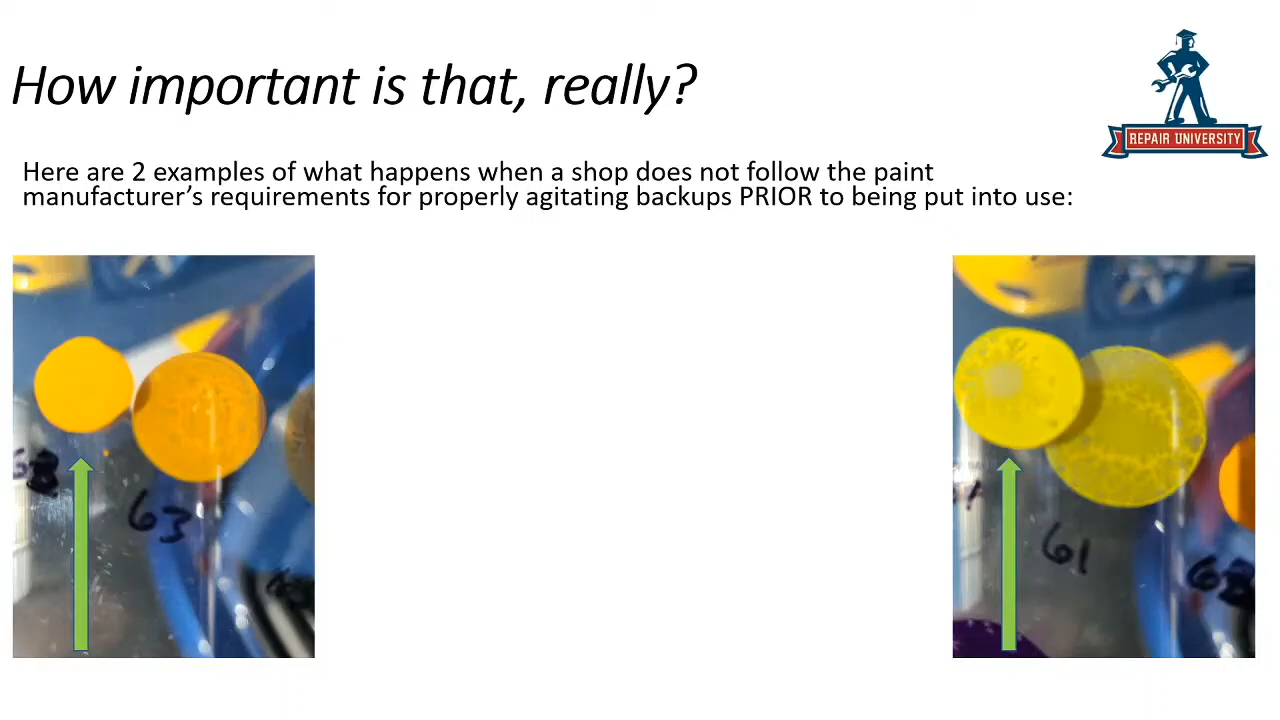 How important is that, really?
REPAIR UNIVERSITY
Here are 2 examples of what happens when a shop does not follow the paint
manufacturer's requirements for properly agitating backups PRIOR to being put into use:
63
61